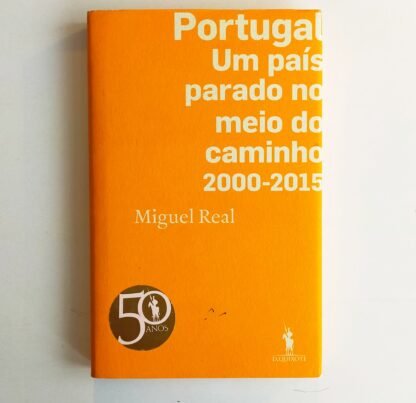 Portugal
Um país
parado no
meio do
caminho
2000-2015
Miguel Real
50
ANOS
D.QUIXOTE